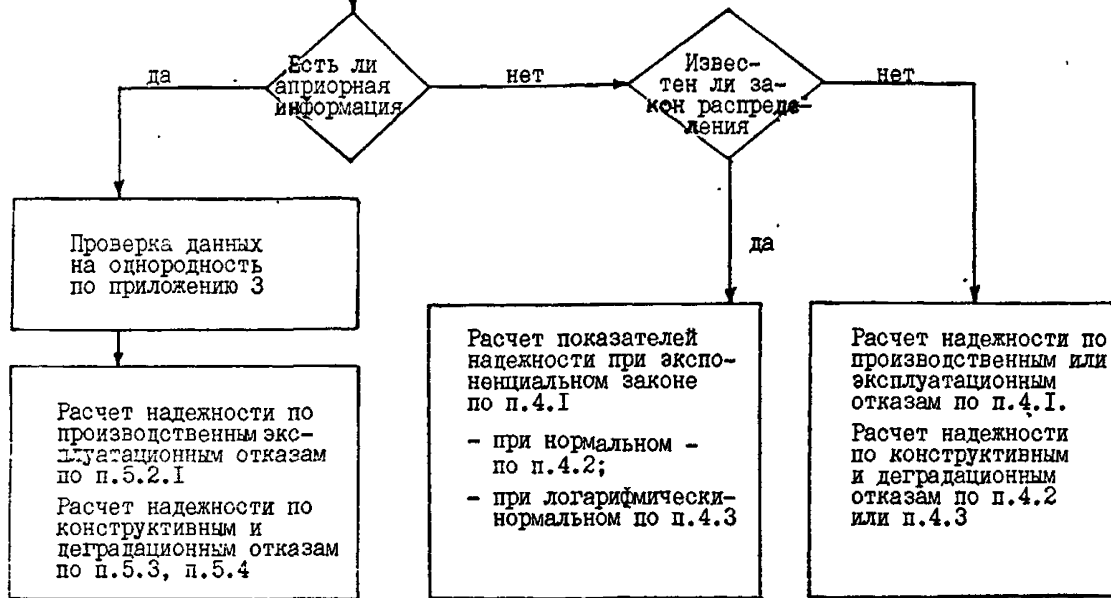 да
Есть ли
априорная
информация
нет
Извес-
тен ли за-
кон распреде-
ления
нет
Проверка данных
на однородность
по приложению 3
да
Расчет надежности по
производственным экс-
плуатационным отказам
по п.5.2.I
Расчет надежности по
конструктивным и
деградационным отказам
по п.5.3, п.5.4
Расчет показателей
надежности при экспо-
ненциальном законе
по п.4.I
- при нормальном -
по п.4.2;
- при логарифмически-
нормальном по п.4.3
Расчет надежности по
производственным или
эксплуатационным
отказам по п.4.I.
Расчет надежности
по конструктивным
и деградационным
отказам по п.4.2
или п.4.3